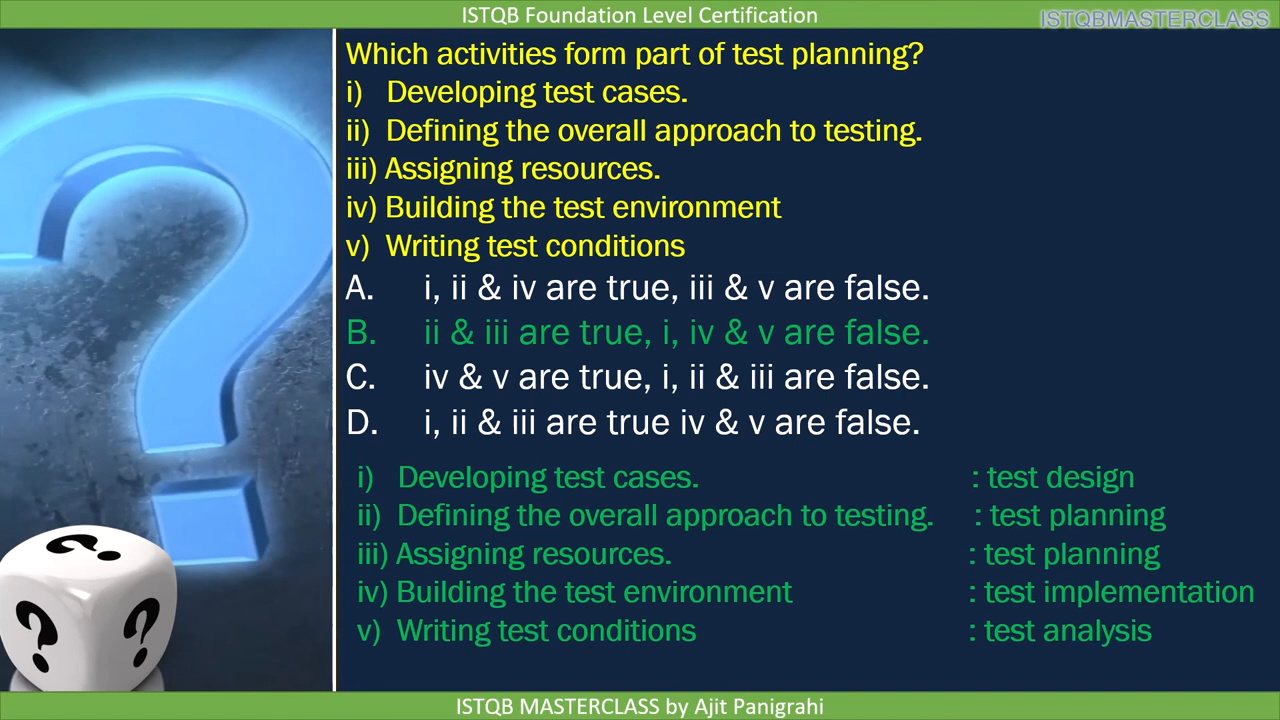 ISTQB Foundation Level Certification
ISTQBMASTERCLASS
Which activities form part of test planning?
i) Developing test cases.
ii) Defining the overall approach to testing.
iii) Assigning resources.
iv) Building the test environment
v) Writing test conditions
A. i, ii & iv are true, iii & v are false.
B. ii & iii are true, i, iv & v are false.
C. iv & v are true, i, ii & iii are false.
D. i, ii & iii are true iv & v are false.
i) Developing test cases. : test design
ii) Defining the overall approach to testing. : test planning
iii) Assigning resources. : test planning
iv) Building the test environment : test implementation
v) Writing test conditions : test analysis
ISTQB MASTERCLASS by Ajit Panigrahi